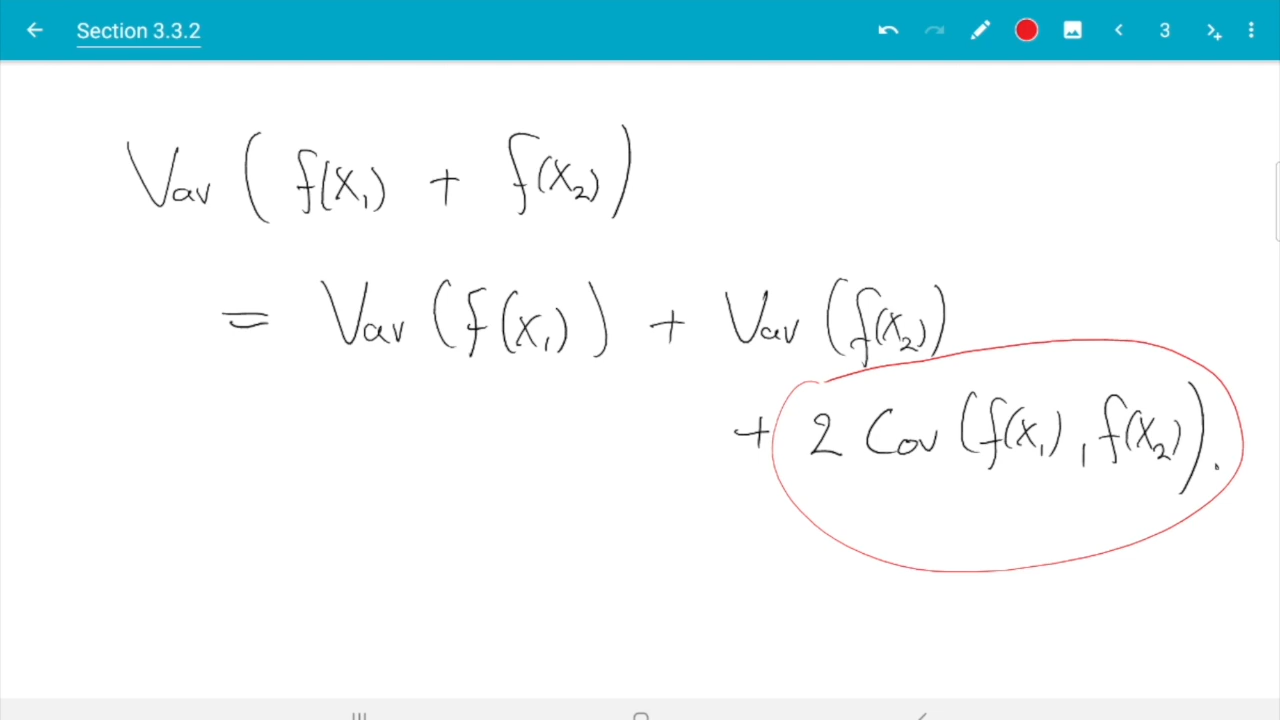 Section 3.3.2
3
Var ( f(X₁) + f(X₂) )
= Var ( f(X₁) ) + Var ( f(X₂) )
+ 2 Cov ( f(X₁) , f(X₂) ) .